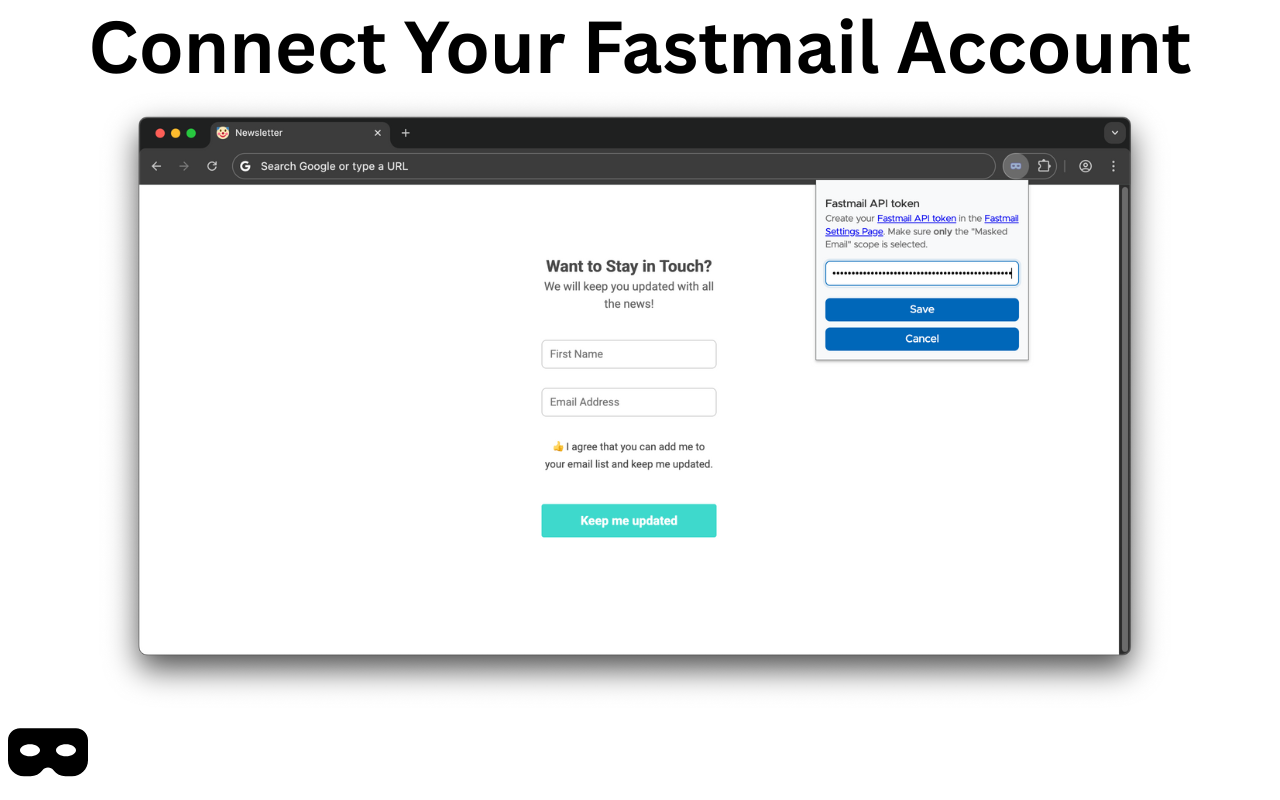 Connect Your Fastmail Account
Newsletter
Search Google or type a URL
Fastmail API token
Create your Fastmail API token in the Fastmail
Settings Page. Make sure only the "Masked
Email" scope is selected.
••••••••••••••••••••••••••••••••••••••••••••••••
Save
Cancel
Want to Stay in Touch?
We will keep you updated with all
the news!
First Name
Email Address
👍 I agree that you can add me to
your email list and keep me updated.
Keep me updated